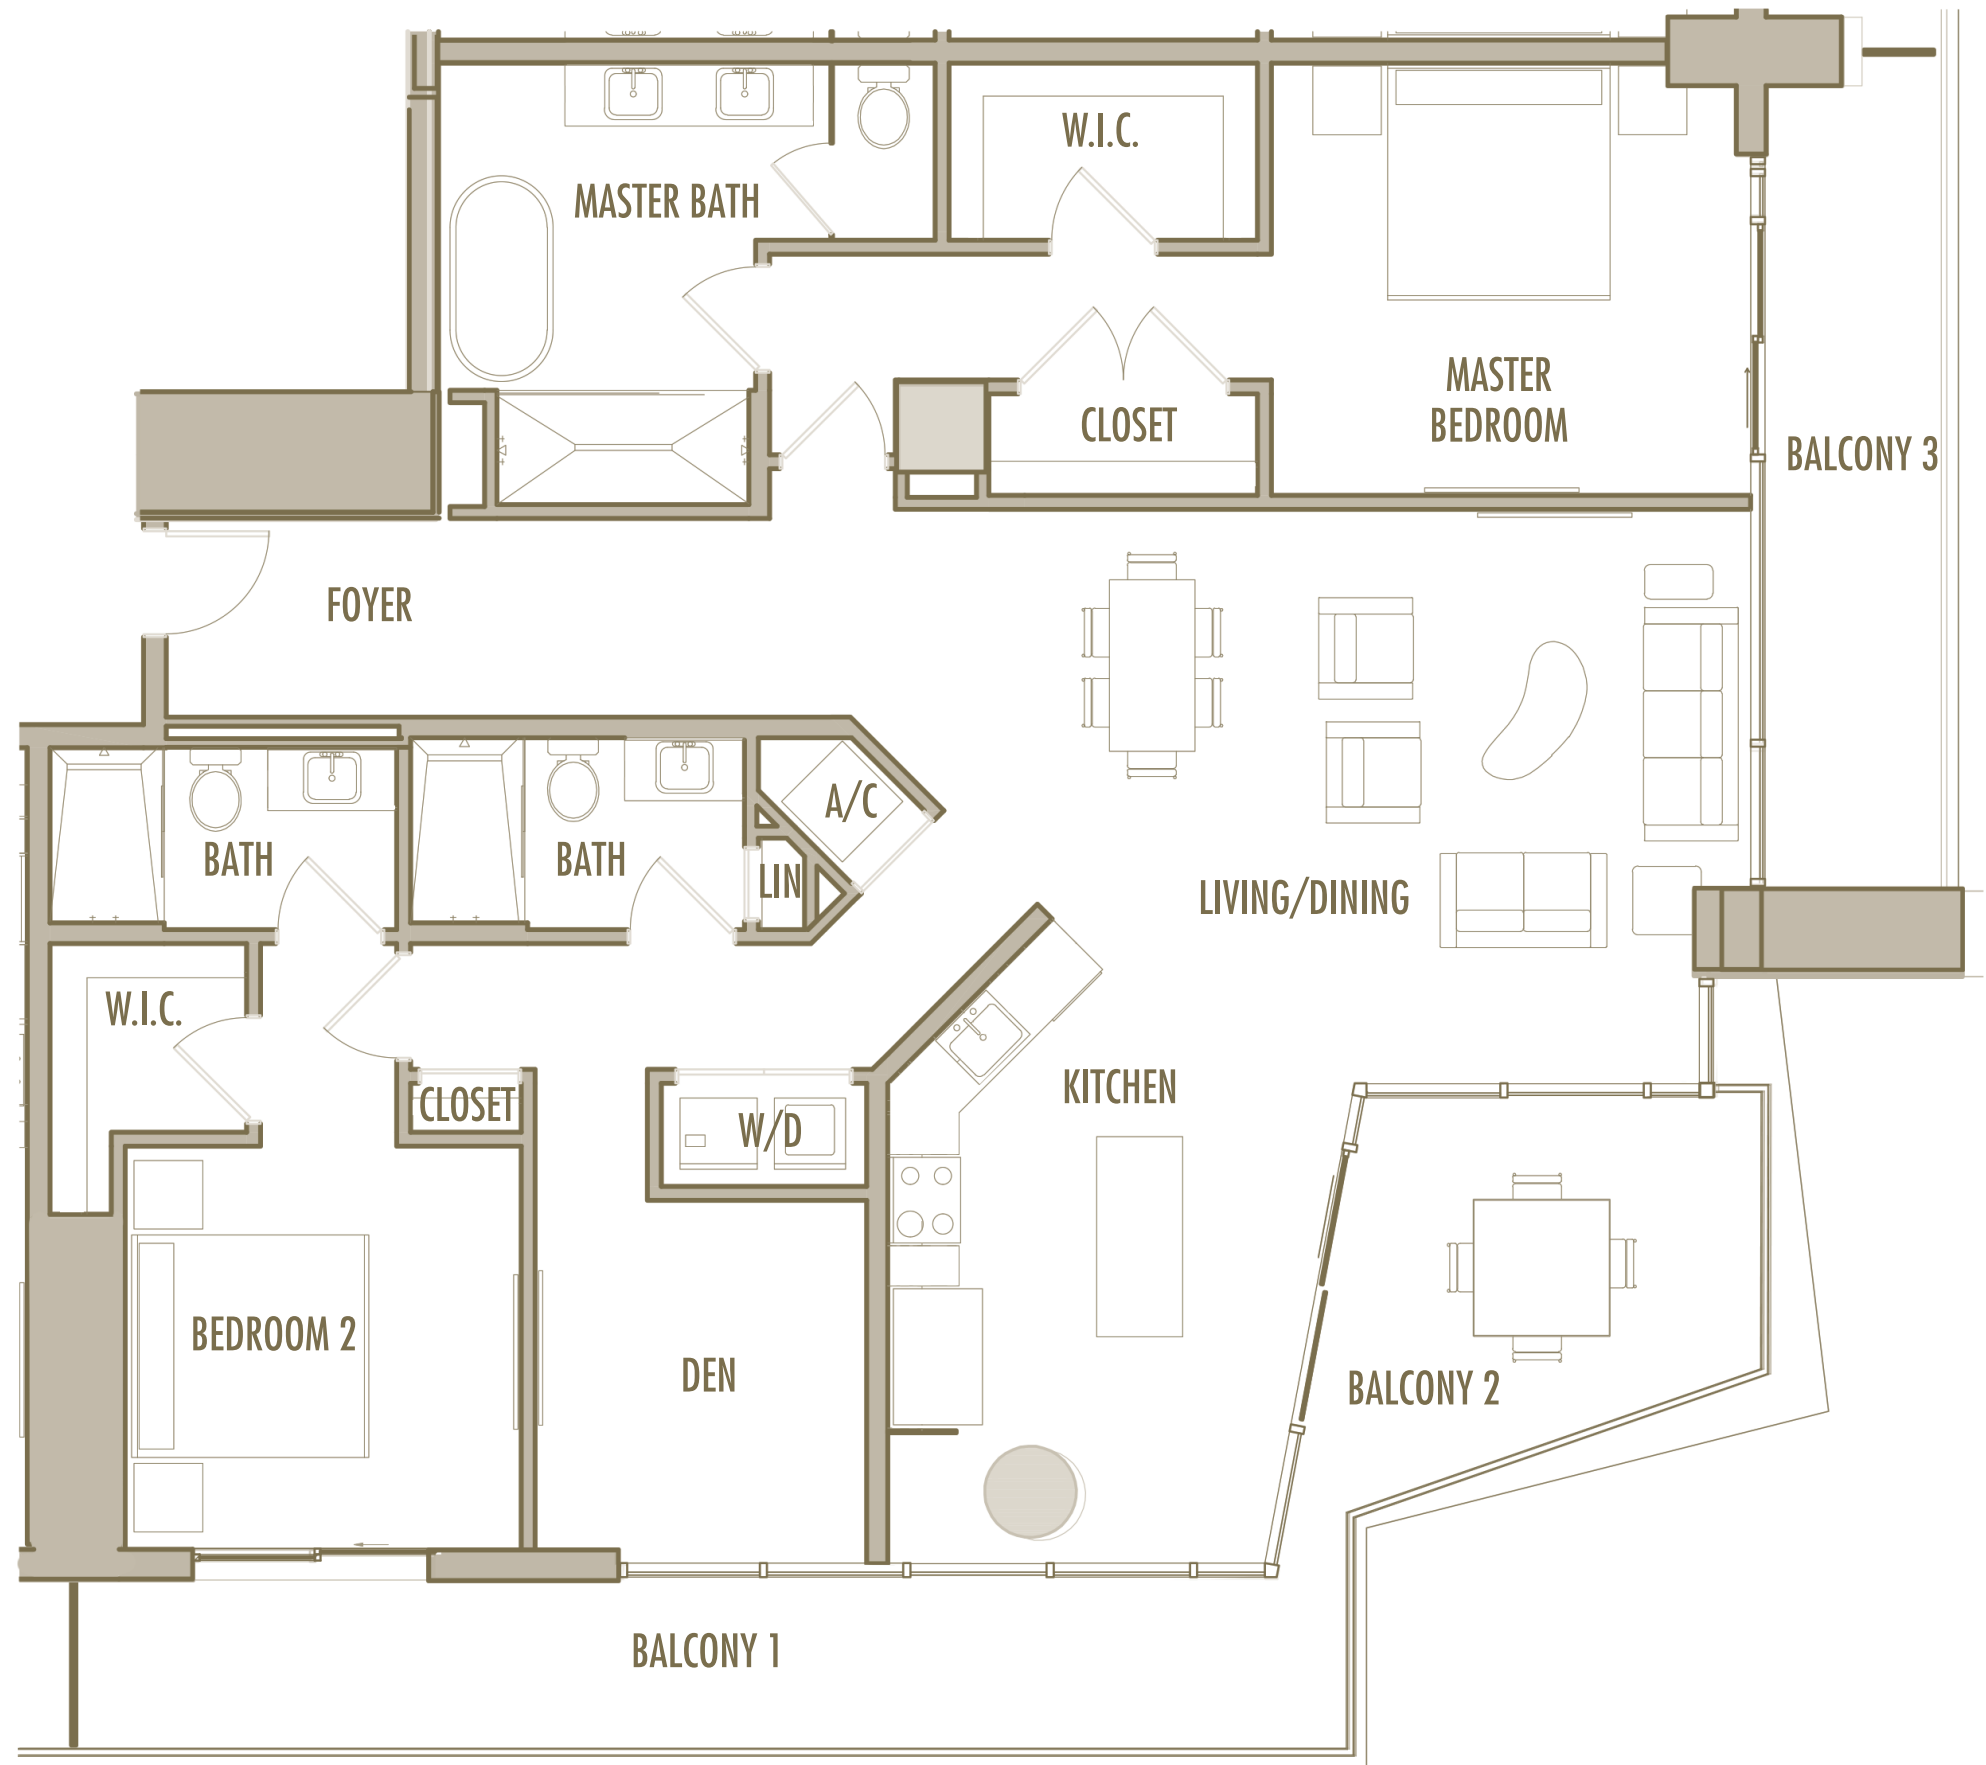 W.I.C.
MASTER BATH
MASTER
BEDROOM
CLOSET
BALCONY 3
FOYER
A/C
BATH
BATH
LIN
LIVING/DINING
W.I.C.
CLOSET
KITCHEN
W/D
BEDROOM 2
DEN
BALCONY 2
BALCONY 1